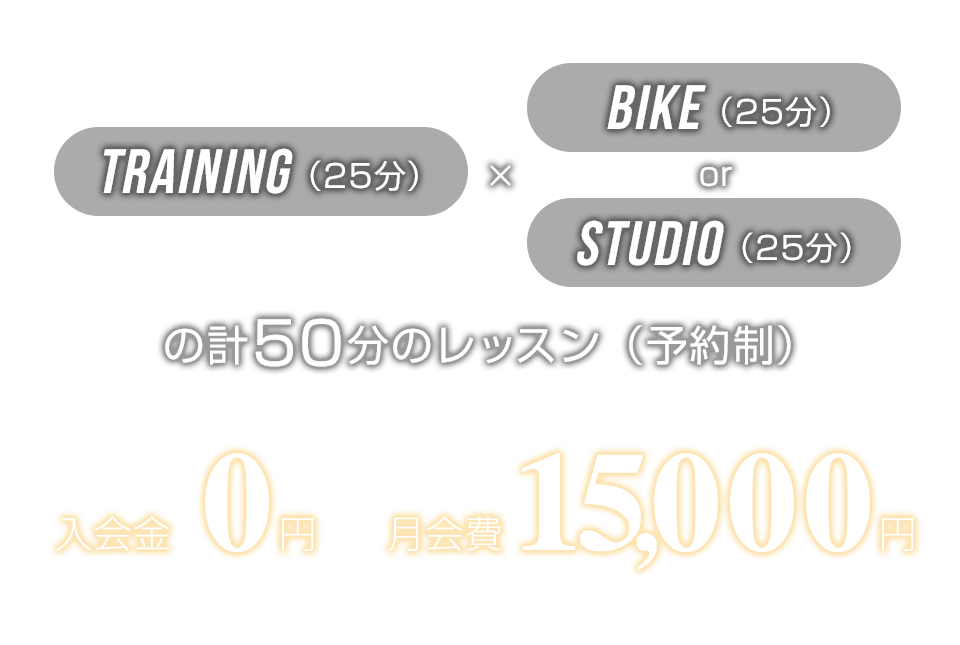 TRAINING（25分）
×
BIKE（25分）
or
STUDIO（25分）
の計50分のレッスン（予約制）
入会金 0円 月会費 15,000円